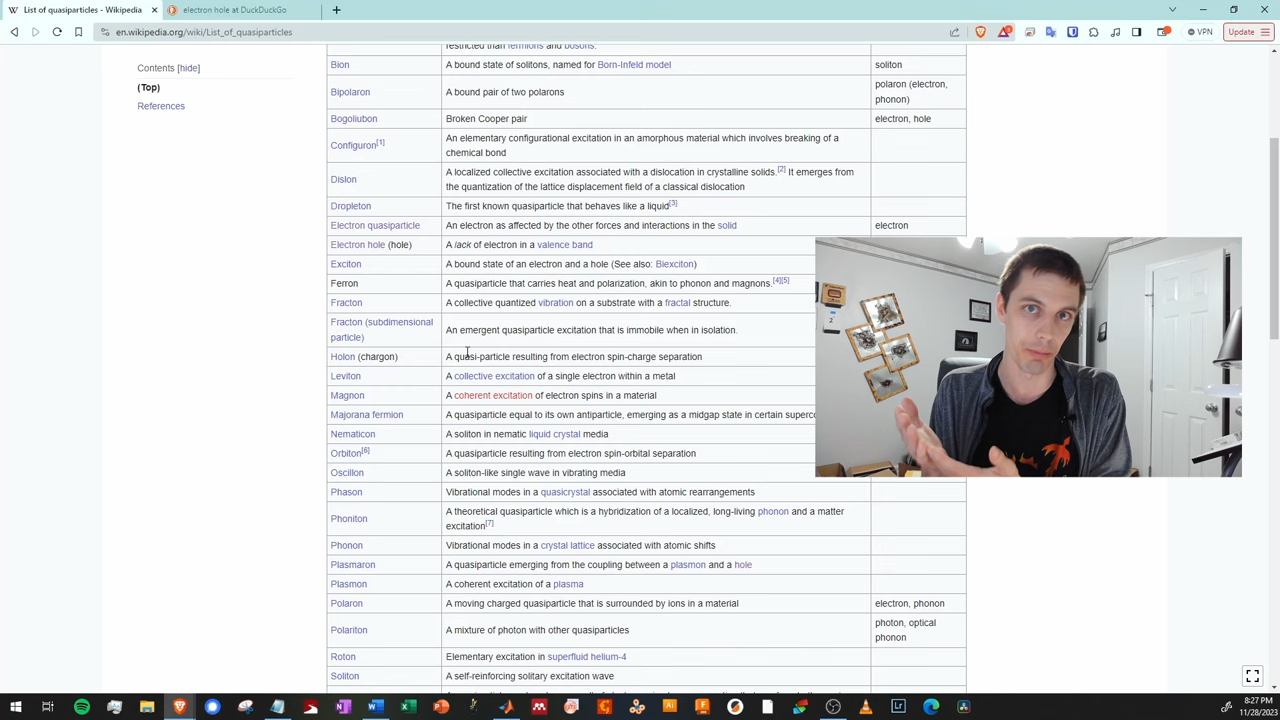 List of quasiparticles - Wikipedia
electron hole at DuckDuckGo
en.wikipedia.org/wiki/List_of_quasiparticles
VPN
Update
Contents [hide]
(Top)
References
restricted than fermions and bosons.
Bion A bound state of solitons, named for Born-Infeld model soliton
Bipolaron A bound pair of two polarons polaron (electron,
phonon)
Bogoliubon Broken Cooper pair electron, hole
Configuron[1] An elementary configurational excitation in an amorphous material which involves breaking of a
chemical bond
Dislon A localized collective excitation associated with a dislocation in crystalline solids.[2] It emerges from
the quantization of the lattice displacement field of a classical dislocation
Dropleton The first known quasiparticle that behaves like a liquid[3]
Electron quasiparticle An electron as affected by the other forces and interactions in the solid electron
Electron hole (hole) A lack of electron in a valence band
Exciton A bound state of an electron and a hole (See also: Biexciton)
Ferron A quasiparticle that carries heat and polarization, akin to phonon and magnons.[4][5]
Fracton A collective quantized vibration on a substrate with a fractal structure.
Fracton (subdimensional
particle) An emergent quasiparticle excitation that is immobile when in isolation.
Holon (chargon) A quasi-particle resulting from electron spin-charge separation
Leviton A collective excitation of a single electron within a metal
Magnon A coherent excitation of electron spins in a material
Majorana fermion A quasiparticle equal to its own antiparticle, emerging as a midgap state in certain superco
Nematicon A soliton in nematic liquid crystal media
Orbiton[6] A quasiparticle resulting from electron spin-orbital separation
Oscillon A soliton-like single wave in vibrating media
Phason Vibrational modes in a quasicrystal associated with atomic rearrangements
Phoniton A theoretical quasiparticle which is a hybridization of a localized, long-living phonon and a matter
excitation[7]
Phonon Vibrational modes in a crystal lattice associated with atomic shifts
Plasmaron A quasiparticle emerging from the coupling between a plasmon and a hole
Plasmon A coherent excitation of a plasma
Polaron A moving charged quasiparticle that is surrounded by ions in a material electron, phonon
Polariton A mixture of photon with other quasiparticles photon, optical
phonon
Roton Elementary excitation in superfluid helium-4
Soliton A self-reinforcing solitary excitation wave
8:27 PM
11/28/2023